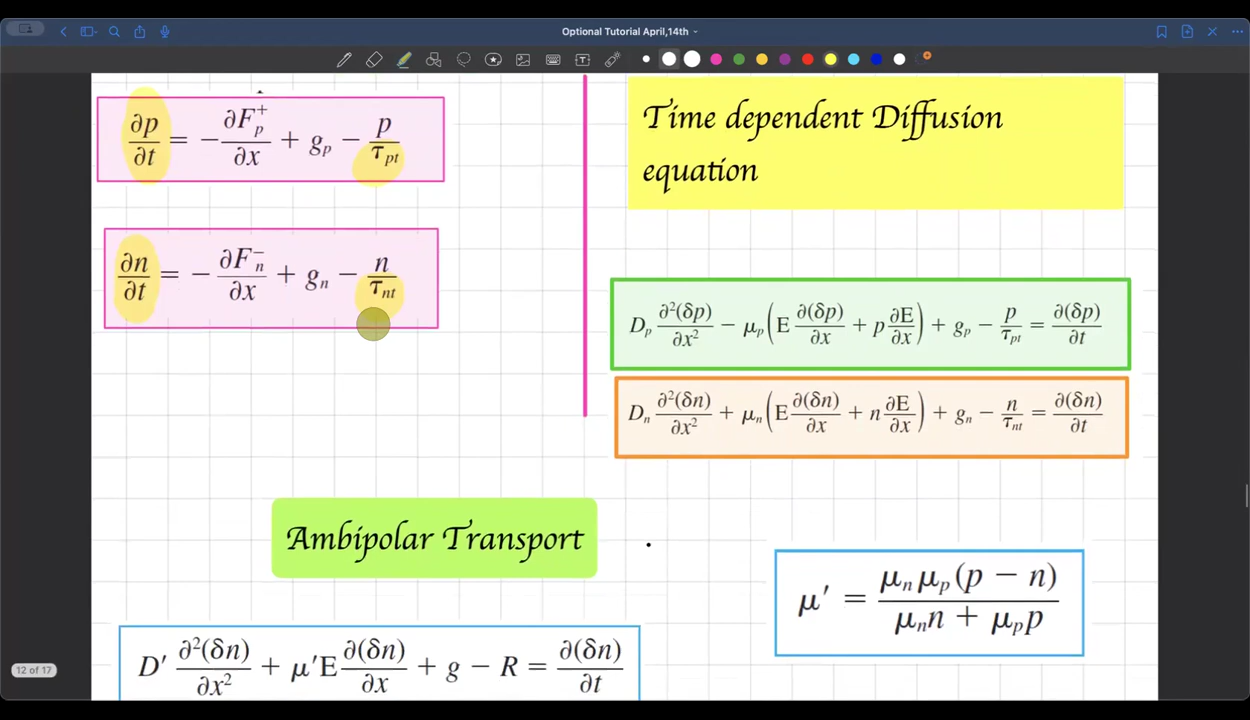 Optional Tutorial April,14th
∂p/∂t = −∂F_p^+/∂x + g_p − p/τ_pt
∂n/∂t = −∂F_n^−/∂x + g_n − n/τ_nt
Time dependent Diffusion
equation
D_p ∂²(δp)/∂x² − μ_p(E ∂(δp)/∂x + p ∂E/∂x) + g_p − p/τ_pt = ∂(δp)/∂t
D_n ∂²(δn)/∂x² + μ_n(E ∂(δn)/∂x + n ∂E/∂x) + g_n − n/τ_nt = ∂(δn)/∂t
Ambipolar Transport
μ′ = μ_n μ_p(p − n)/(μ_n n + μ_p p)
D′ ∂²(δn)/∂x² + μ′E ∂(δn)/∂x + g − R = ∂(δn)/∂t
12 of 17